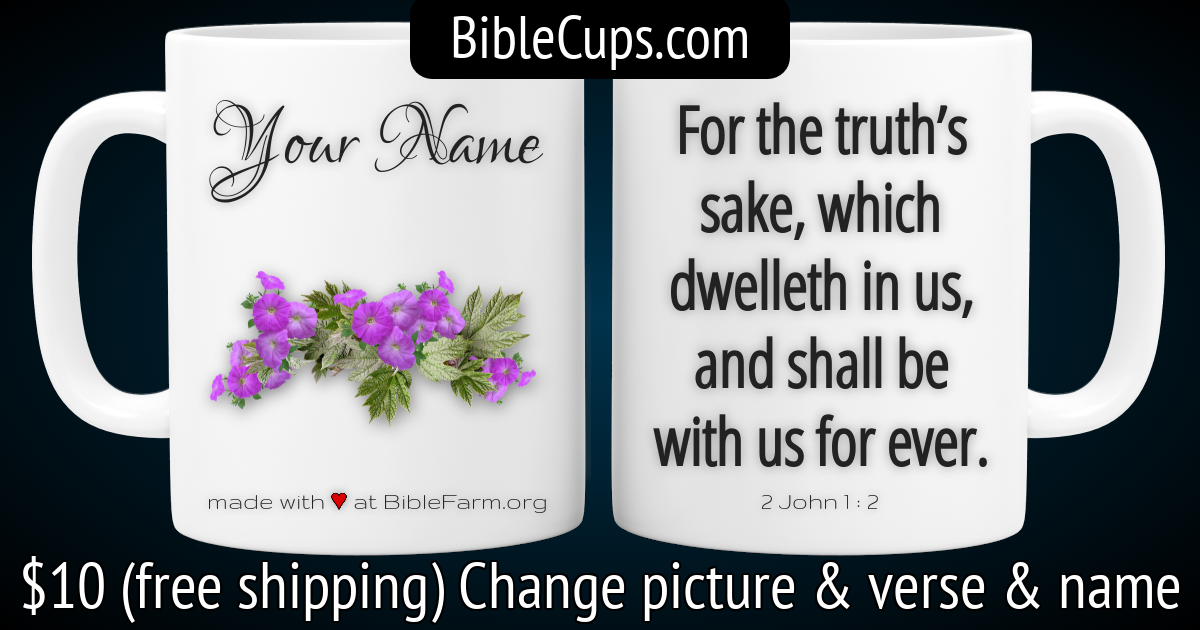 BibleCups.com
Your Name
made with ♥ at BibleFarm.org
For the truth’s
sake, which
dwelleth in us,
and shall be
with us for ever.
2 John 1 : 2
$10 (free shipping) Change picture & verse & name